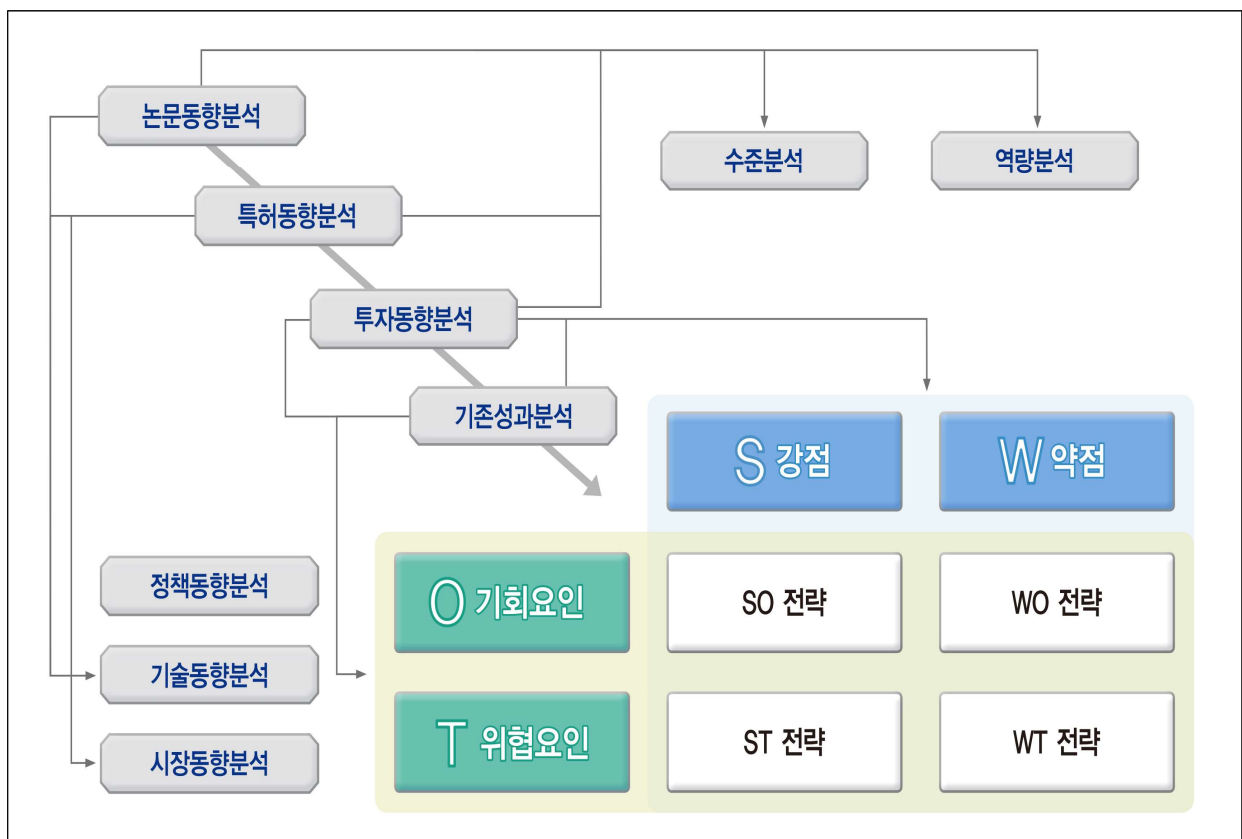 논문동향분석
수준분석
역량분석
특허동향분석
투자동향분석
기존성과분석
S 강점
W 약점
정책동향분석
O 기회요인
SO 전략
WO 전략
기술동향분석
T 위협요인
ST 전략
WT 전략
시장동향분석